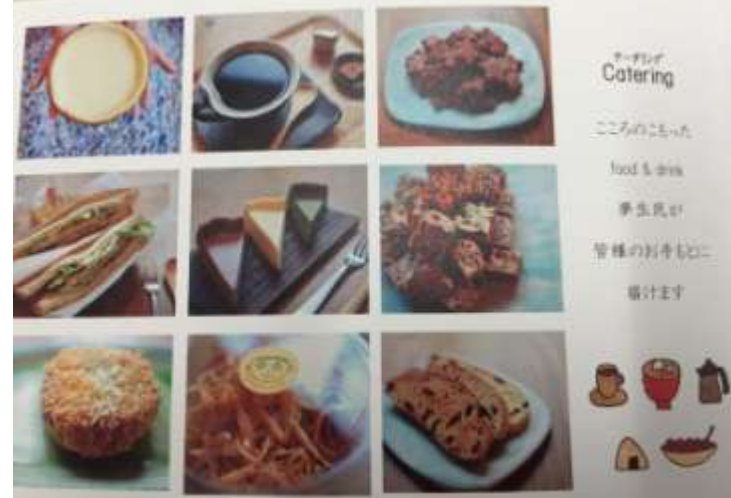 ケータリング
Catering
こころのこもった
food & drink
夢生民が
皆様のお手もとに
届けます